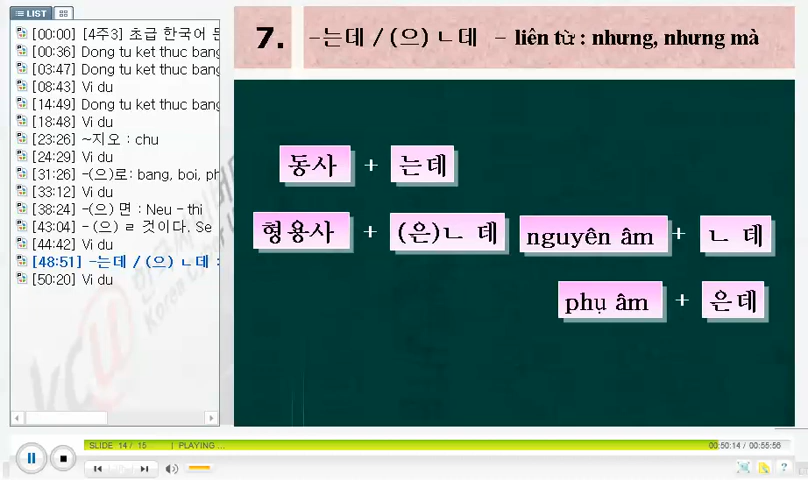 LIST
[00:00] [4주3] 초급 한국어 문
[00:36] Dong tu ket thuc bang
[03:47] Dong tu ket thuc bang
[08:43] Vi du
[14:49] Dong tu ket thuc bang
[18:48] Vi du
[23:26] ~지오 : chu
[24:29] Vi du
[31:26] -(으)로: bang, boi, ph
[33:12] Vi du
[38:24] -(으) 면 : Neu - thi
[43:04] - (으) ㄹ 것이다. Se
[44:42] Vi du
[48:51] -는데 / (으) ㄴ데 :
[50:20] Vi du
7. -는데 / (으) ㄴ데 - liên từ : nhưng, nhưng mà
동사 + 는데
형용사 + (은)ㄴ 데 nguyên âm + ㄴ 데
phụ âm + 은데
SLIDE 14 / 15 | PLAYING...
00:50:14 / 00:55:56